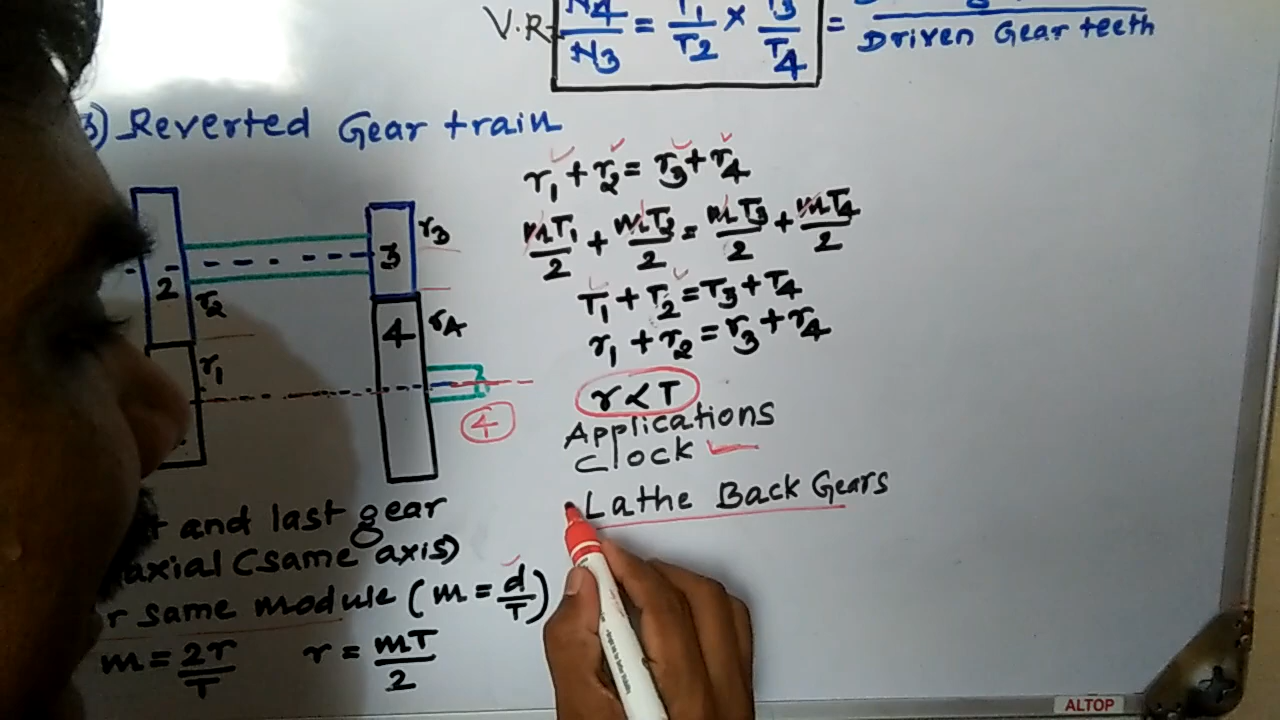 V.R = N4/N3 = T1/T2 × T3/T4 = Driven Gear teeth
3) Reverted Gear train
r1 + r2 = r3 + r4
mT1/2 + mT2/2 = mT3/2 + mT4/2
T1 + T2 = T3 + T4
r1 + r2 = r3 + r4
r ∝ T
Applications
Clock
Lathe Back Gears
2
r2
r1
3
rB
4
rA
4
t and last gear
axial (same axis)
r same module (m = d/T)
m = 2r/T r = mT/2
ALTOP